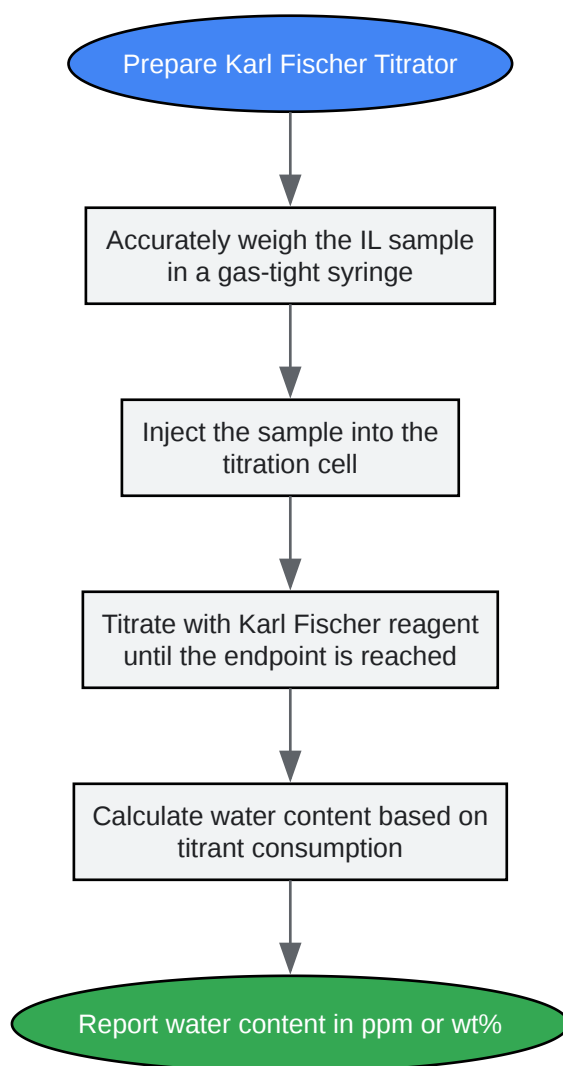 Prepare Karl Fischer Titrator
Accurately weigh the IL sample
in a gas-tight syringe
Inject the sample into the
titration cell
Titrate with Karl Fischer reagent
until the endpoint is reached
Calculate water content based on
titrant consumption
Report water content in ppm or wt%